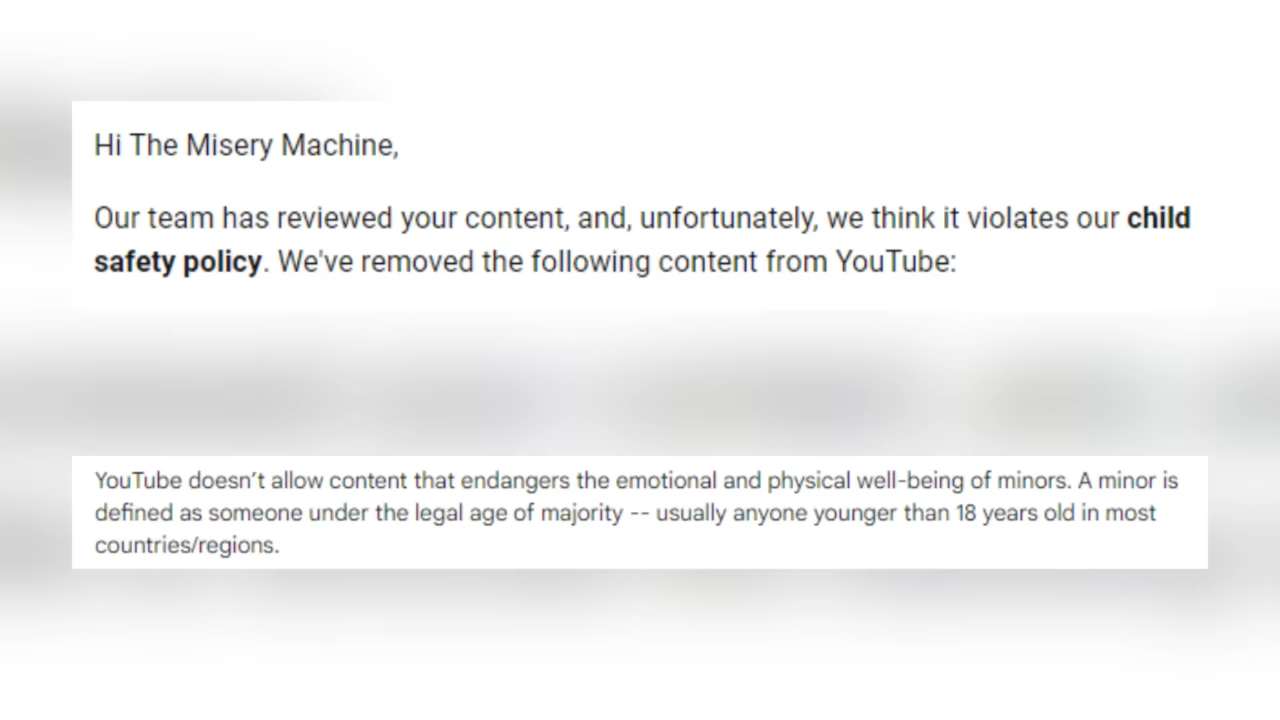 Hi The Misery Machine,
Our team has reviewed your content, and, unfortunately, we think it violates our child
safety policy. We've removed the following content from YouTube:
YouTube doesn’t allow content that endangers the emotional and physical well-being of minors. A minor is
defined as someone under the legal age of majority -- usually anyone younger than 18 years old in most
countries/regions.